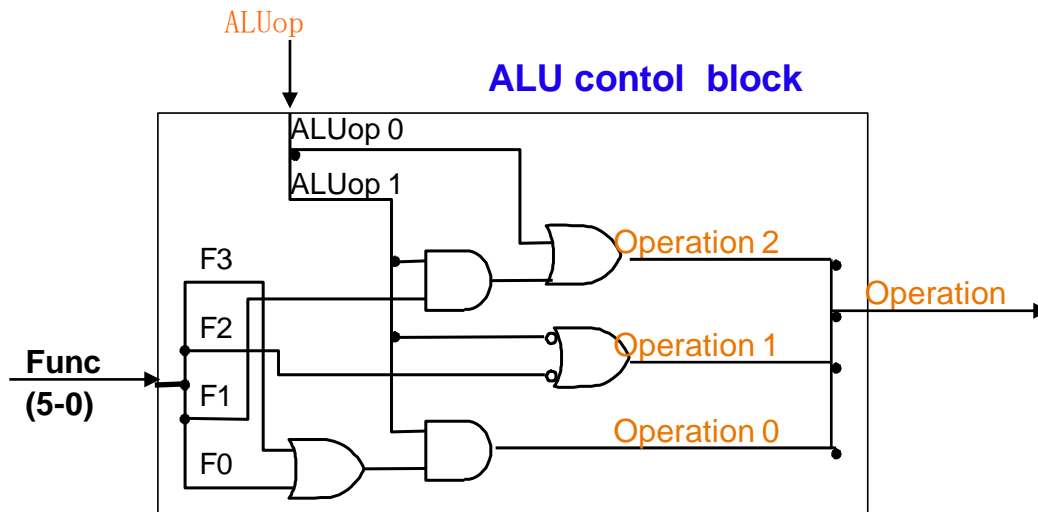 ALUop
ALU contol block
ALUop 0
ALUop 1
Operation 2
F3
Operation
F2
Operation 1
Func
F1
(5-0)
Operation 0
F0